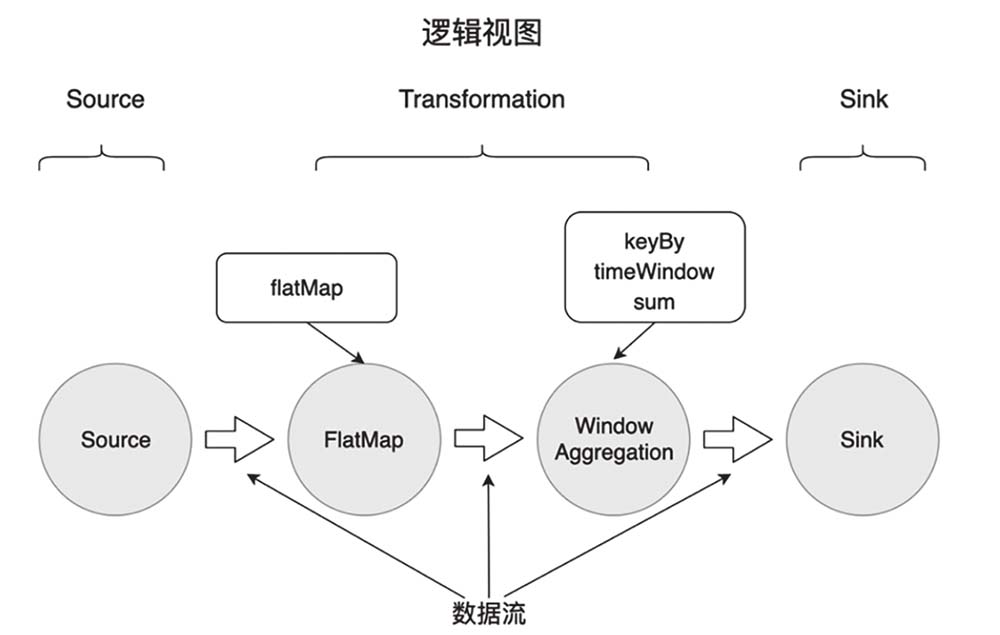 逻辑视图
Source
Transformation
Sink
flatMap
keyBy
timeWindow
sum
Source
FlatMap
Window
Aggregation
Sink
数据流